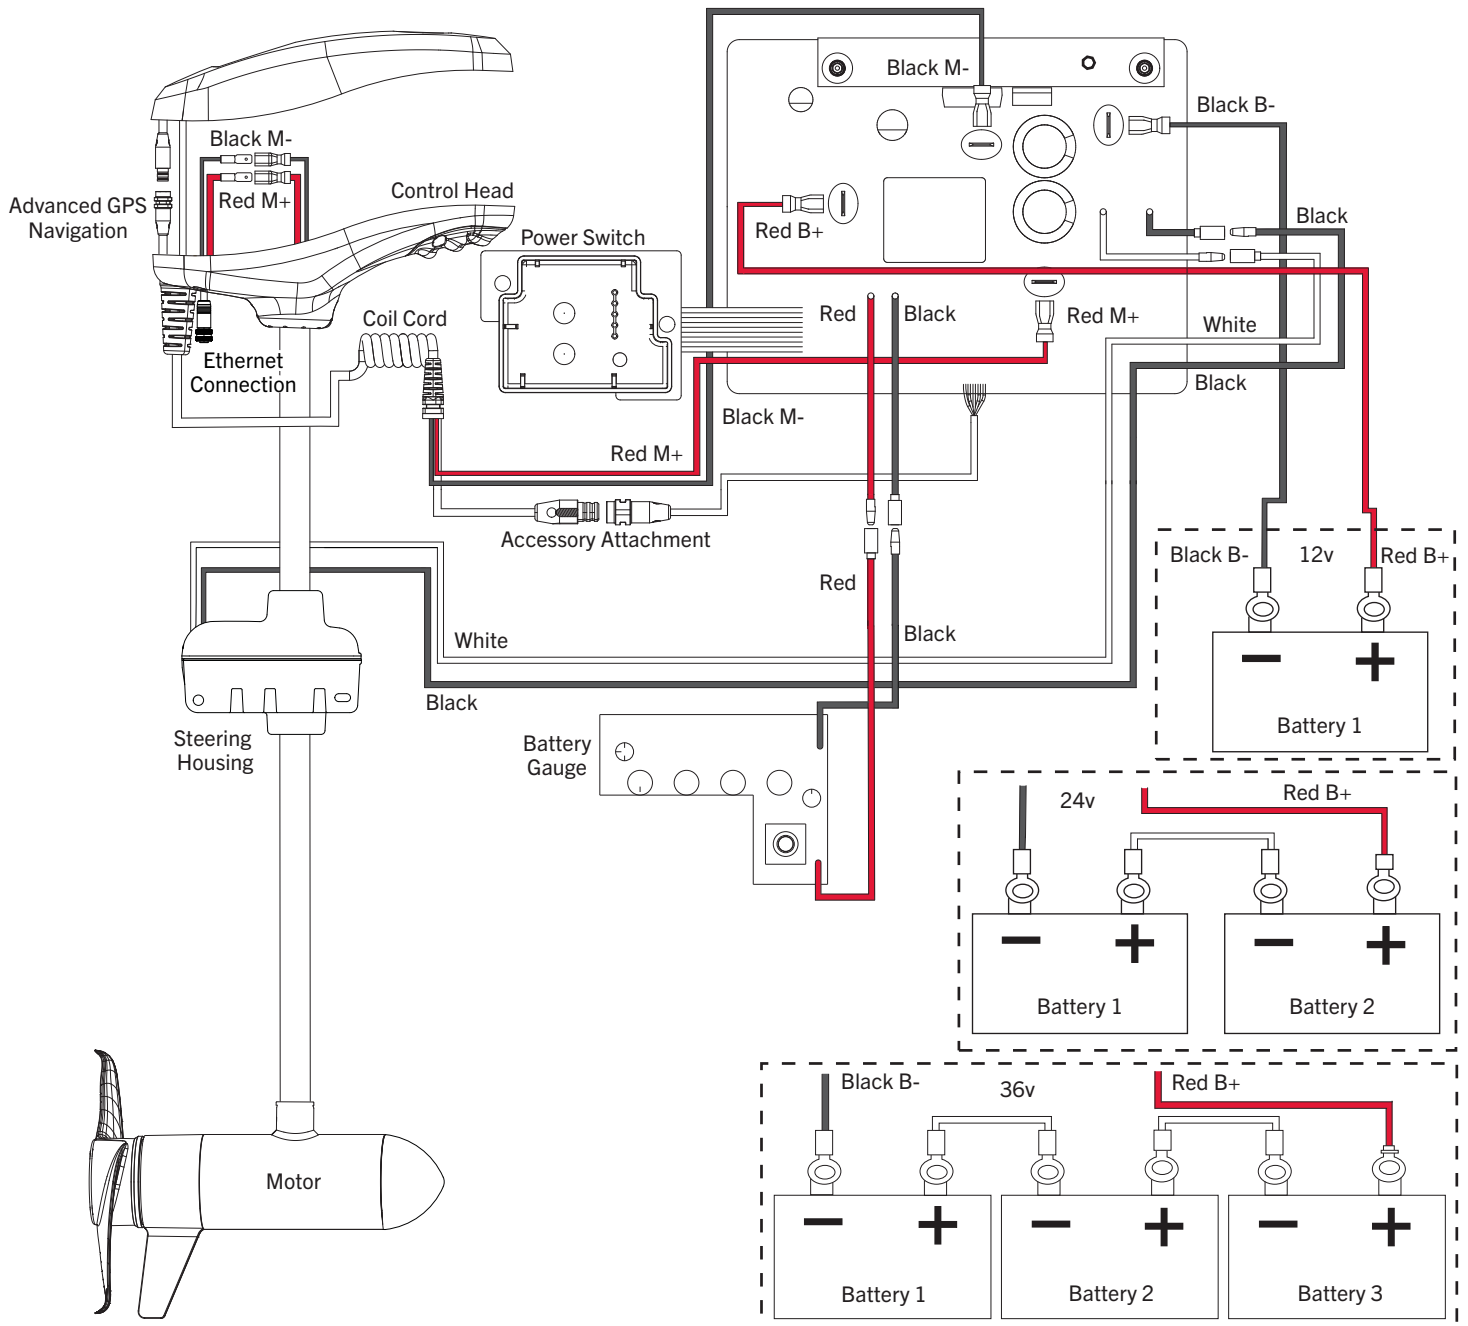 Black M-
Black B-
Black M-
Red M+
Advanced GPS
Navigation
Control Head
Power Switch
Red B+
Black
Coil Cord
Red
Black
Red M+
White
Ethernet
Connection
Black
Black M-
Red M+
Accessory Attachment
Black B-
12v
Red B+
Red
White
Black
Black
Battery 1
Steering
Housing
Battery
Gauge
24v
Red B+
Battery 1
Battery 2
Black B-
36v
Red B+
Motor
Battery 1
Battery 2
Battery 3